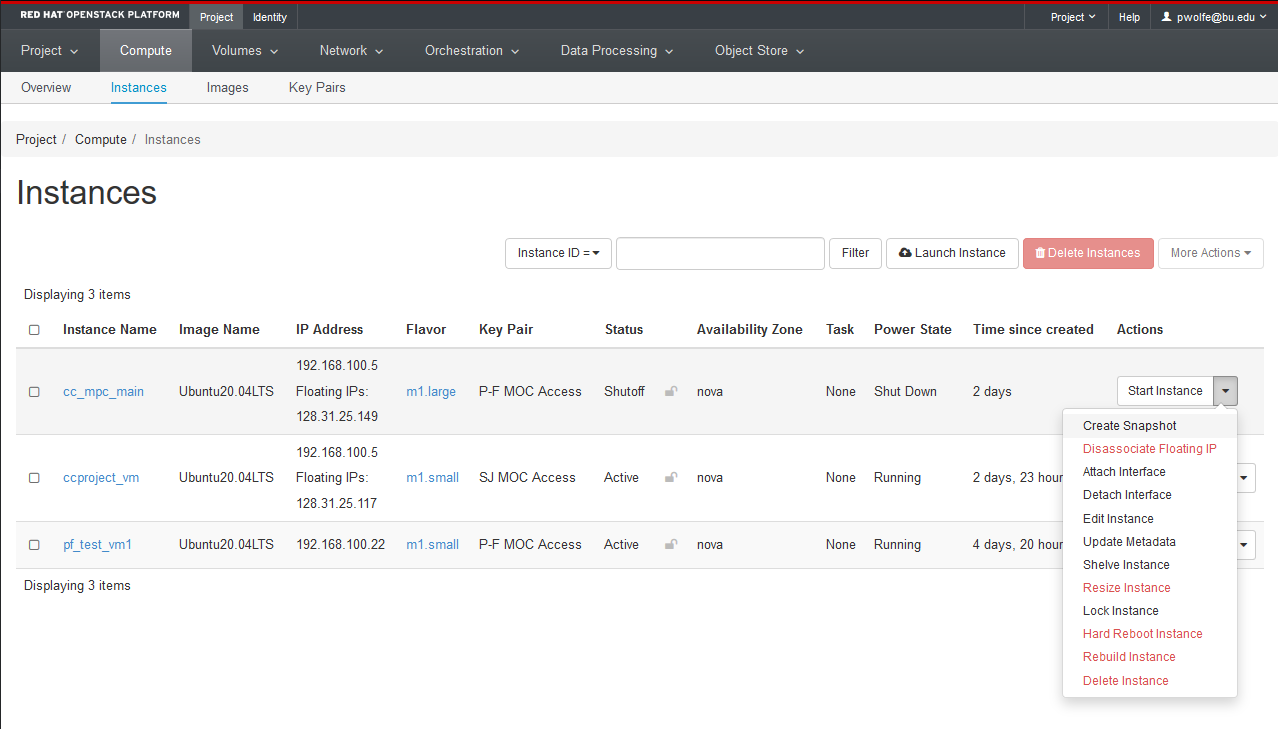 RED HAT OPENSTACK PLATFORM Project Identity Project Help pwolfe@bu.edu
Project Compute Volumes Network Orchestration Data Processing Object Store
Overview Instances Images Key Pairs
Project / Compute / Instances
Instances
Instance ID = Filter Launch Instance Delete Instances More Actions
Displaying 3 items
Instance Name Image Name IP Address Flavor Key Pair Status Availability Zone Task Power State Time since created Actions
192.168.100.5
cc_mpc_main Ubuntu20.04LTS Floating IPs: m1.large P-F MOC Access Shutoff nova None Shut Down 2 days Start Instance
128.31.25.149
192.168.100.5
ccproject_vm Ubuntu20.04LTS Floating IPs: m1.small SJ MOC Access Active nova None Running 2 days, 23 hour
128.31.25.117
pf_test_vm1 Ubuntu20.04LTS 192.168.100.22 m1.small P-F MOC Access Active nova None Running 4 days, 20 hour
Displaying 3 items
Create Snapshot
Disassociate Floating IP
Attach Interface
Detach Interface
Edit Instance
Update Metadata
Shelve Instance
Resize Instance
Lock Instance
Hard Reboot Instance
Rebuild Instance
Delete Instance